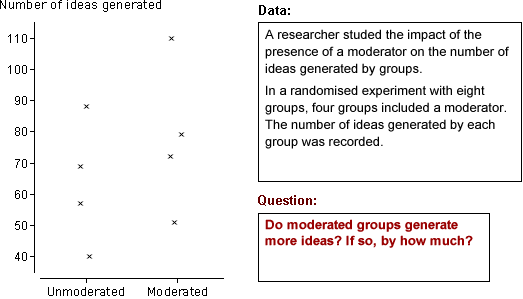 Number of ideas generated
110
100
90
80
70
60
50
40
Unmoderated Moderated
Data:
A researcher studed the impact of the
presence of a moderator on the number of
ideas generated by groups.
In a randomised experiment with eight
groups, four groups included a moderator.
The number of ideas generated by each
group was recorded.
Question:
Do moderated groups generate
more ideas? If so, by how much?